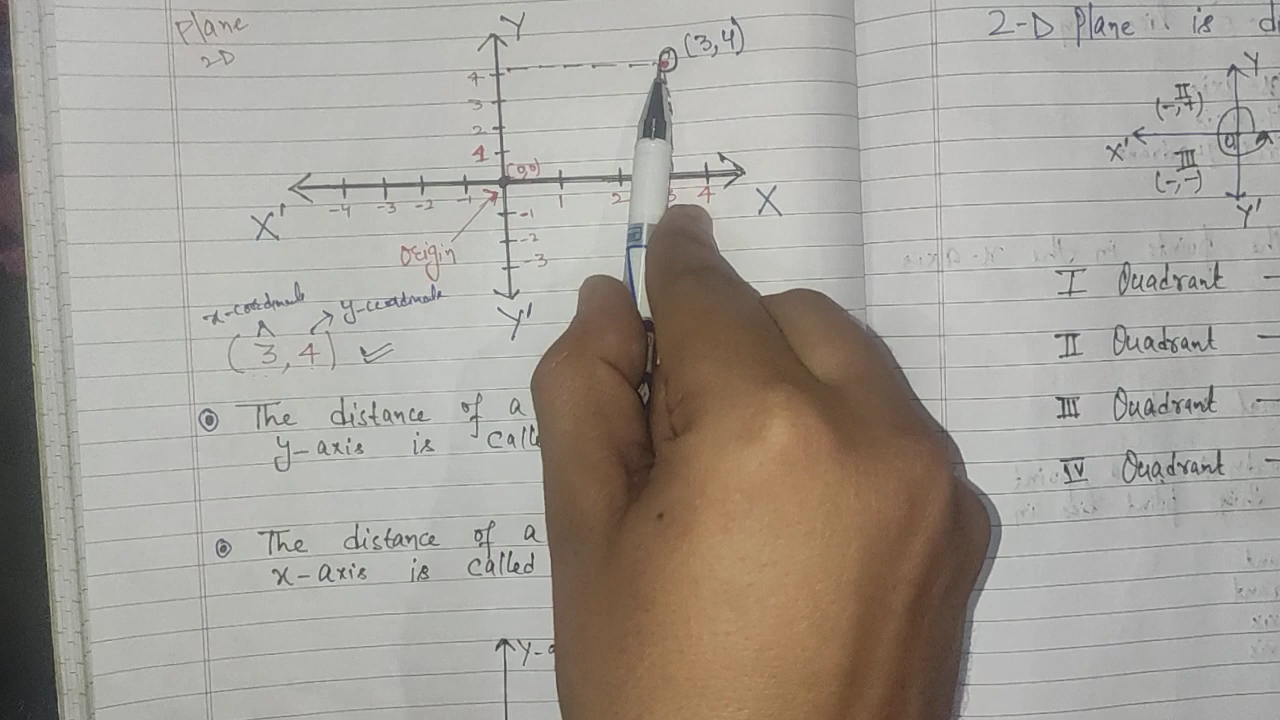 Plane
2-D
Y
(3,4)
4
3
2
1
(0,0)
-4 -3 -2 -1 1 2 3 4
X' X
-1
-2
-3
Origin
Y'
x-coordinate
y-coordinate
(3,4)
The distance of a
y-axis is
The distance of a
x-axis is called
Y-
2-D Plane is
Y
II
(-,+)
X'
0
III
(-,-)
Y'
I Quadrant -
II Quadrant -
III Quadrant -
IV Quadrant -